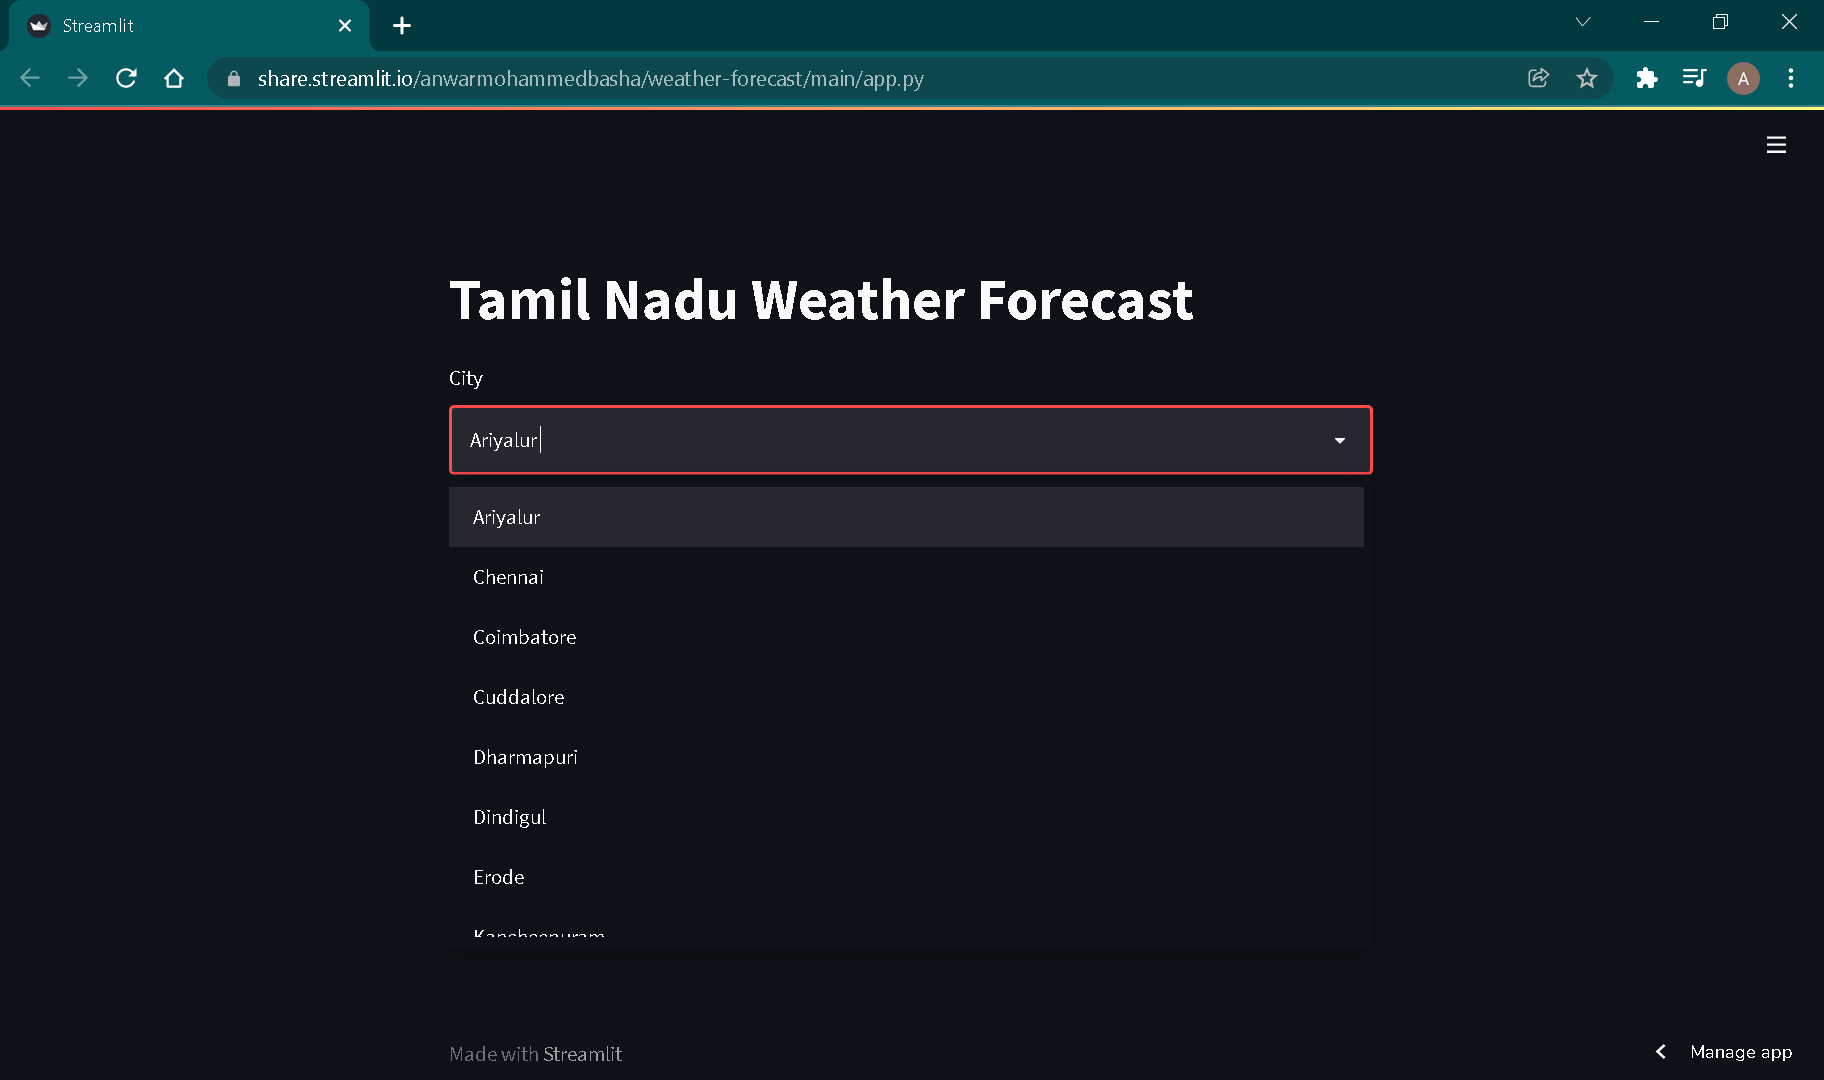 Streamlit
share.streamlit.io/anwarmohammedbasha/weather-forecast/main/app.py
A
Tamil Nadu Weather Forecast
City
Ariyalur
Ariyalur
Chennai
Coimbatore
Cuddalore
Dharmapuri
Dindigul
Erode
Kancheepuram
Made with Streamlit
Manage app